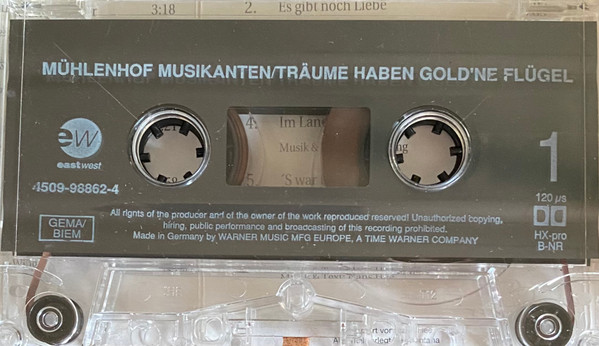 3:18 2. Es gibt noch Liebe
MÜHLENHOF MUSIKANTEN/TRÄUME HABEN GOLD'NE FLÜGEL
ew
eastwest
4509-98862-4
GEMA/
BIEM
4. Im
Musik &
5. 'S war
1
120 µs
HX-pro
B-NR
All rights of the producer and of the owner of the work reproduced reserved! Unauthorized copying,
hiring, public performance and broadcasting of this recording prohibited.
Made in Germany by WARNER MUSIC MFG EUROPE, A TIME WARNER COMPANY